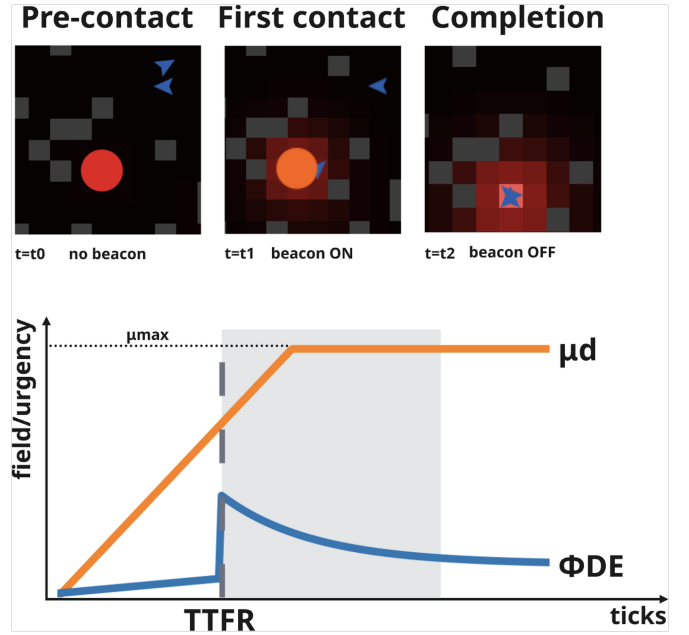 Pre-contact First contact Completion
t=t0 no beacon t=t1 beacon ON t=t2 beacon OFF
field/urgency
μmax
μd
ΦDE
TTFR
ticks